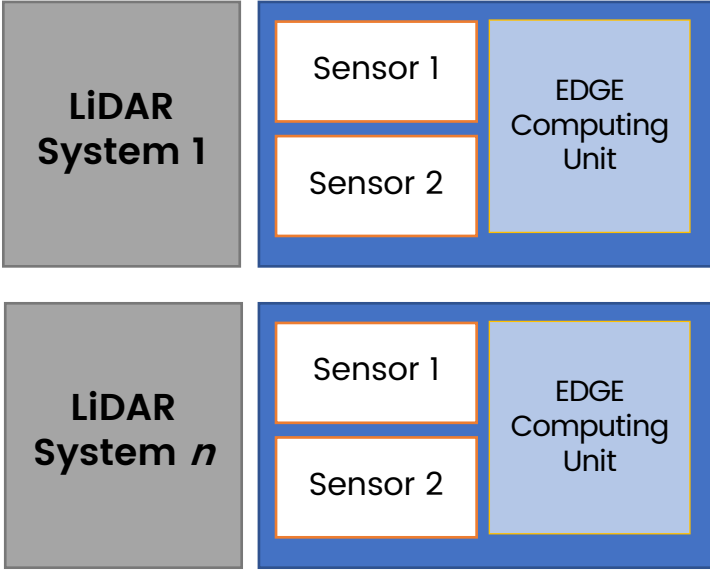 LiDAR
System 1
Sensor 1
Sensor 2
EDGE
Computing
Unit
LiDAR
System n
Sensor 1
Sensor 2
EDGE
Computing
Unit